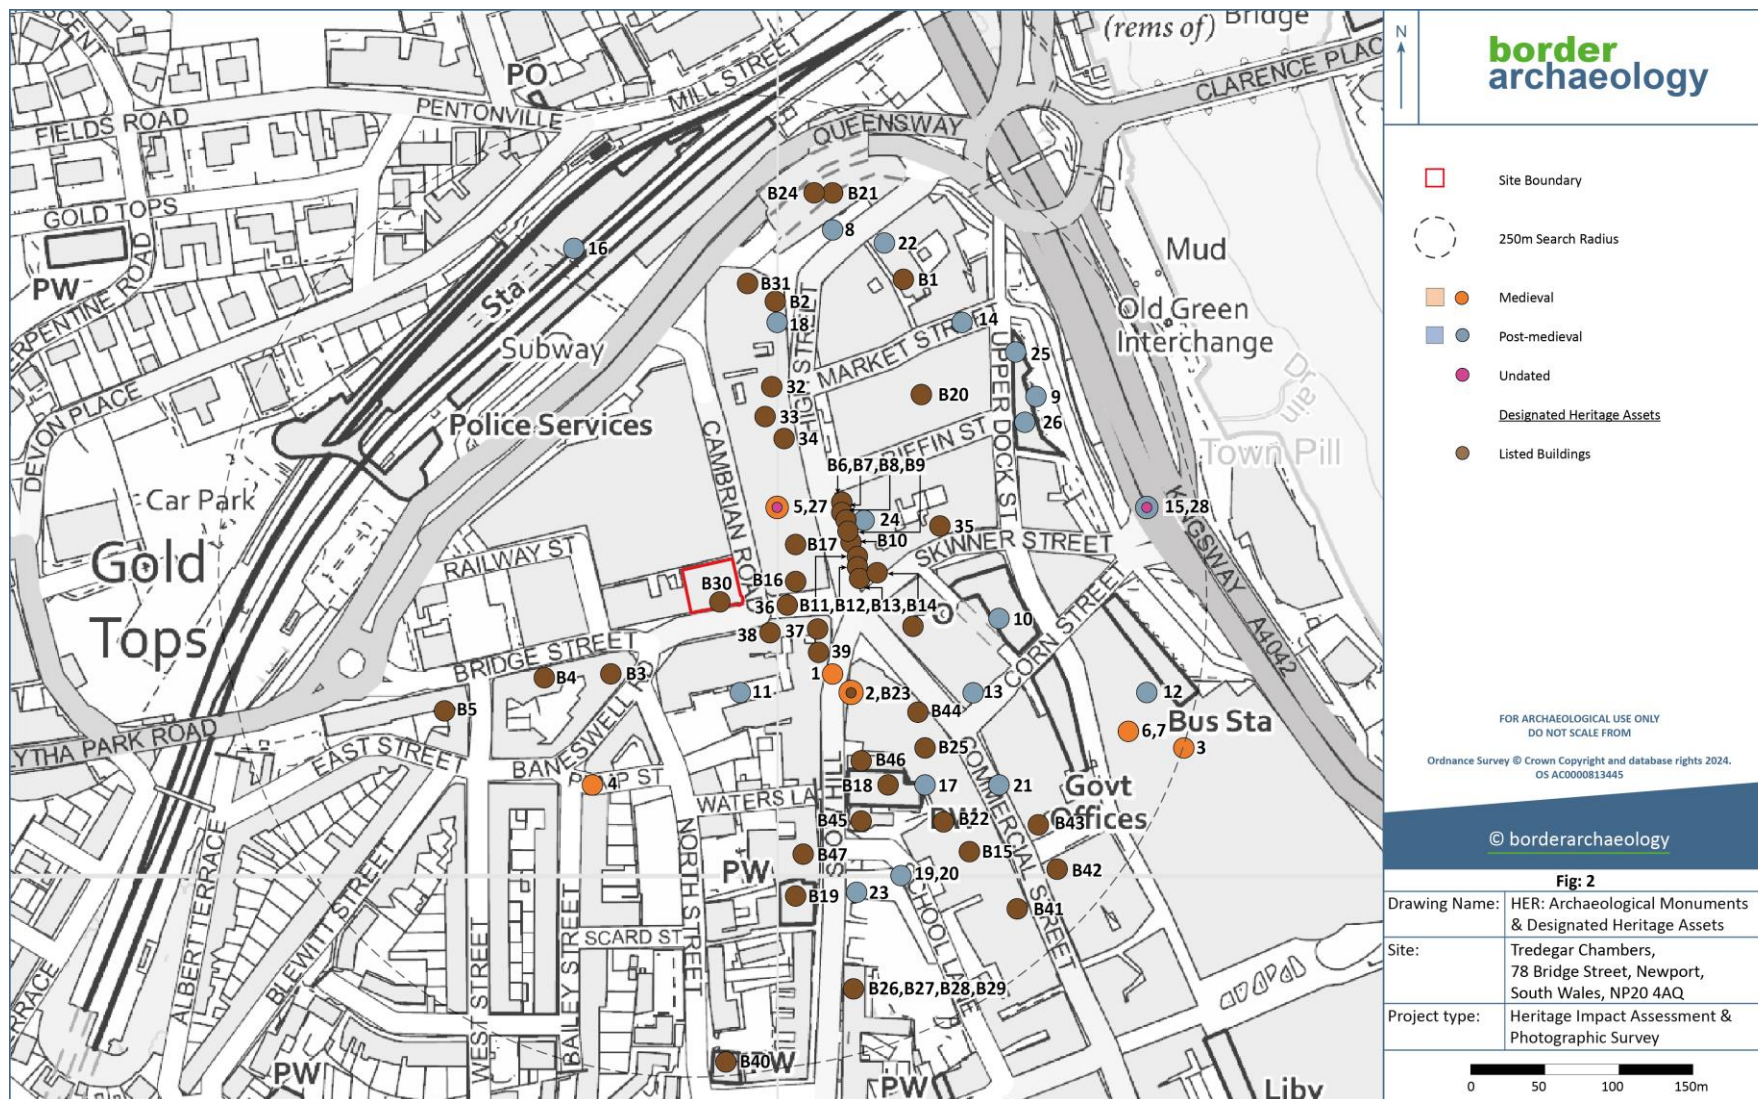 (rems of)
Bridge
PO
MILL STREET
PENTONVILLE
FIELDS ROAD
CLARENCE PLAC
QUEENSWAY
B24
B21
GOLD TOPS
8
22
16
PW
SERPENTINE ROAD
Sta
B31
B1
B2
Mud
18
14
Old Green
Interchange
Subway
HIGH STREET
MARKET STREET
UPPER DOCK ST
25
DEVON PLACE
32
B20
9
Drain
33
26
Police Services
34
CAMBRIAN ROAD
GRIFFIN ST
Town Pill
B6,B7,B8,B9
Car Park
5,27
24
35
15,28
KINGSWAY
Gold
Tops
RAILWAY ST
B17
B10
SKINNER STREET
B30
B16
36
B11,B12,B13,B14
10
CORN STREET
A4042
38
37
39
BRIDGE STREET
B4
B3
1
2,B23
11
13
12
B5
B44
6,7
Bus Sta
3
YTHA PARK ROAD
EAST STREET
BANESWELL
B46
B25
4
WATERS LA
B18
17
21
Govt
Offices
STOW HILL
COMMERCIAL STREET
B45
B22
PW
B43
B47
B15
PW
19,20
B42
B19
23
B41
ALBERT TERRACE
BLEWITT STREET
WEST STREET
BAILEY STREET
NORTH STREET
SCARD ST
SCHOOL LANE
B26,B27,B28,B29
B40
PW
PW
PW
Liby
N
border
archaeology
Site Boundary
250m Search Radius
Medieval
Post-medieval
Undated
Designated Heritage Assets
Listed Buildings
FOR ARCHAEOLOGICAL USE ONLY
DO NOT SCALE FROM
Ordnance Survey © Crown Copyright and database rights 2024.
OS AC0000813445
© borderarchaeology
Fig: 2
Drawing Name: HER: Archaeological Monuments
& Designated Heritage Assets
Site: Tredegar Chambers,
78 Bridge Street, Newport,
South Wales, NP20 4AQ
Project type: Heritage Impact Assessment &
Photographic Survey
0 50 100 150m